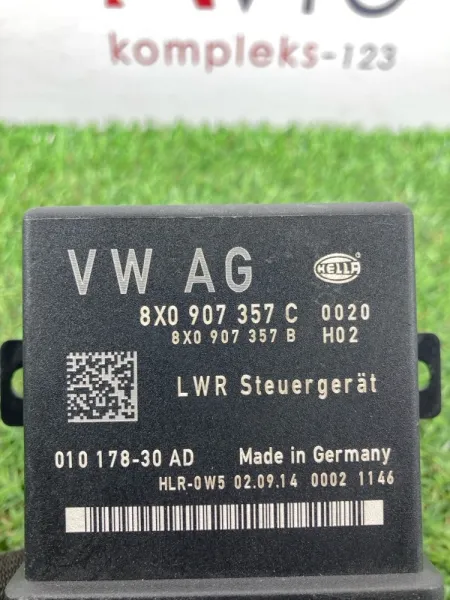 kompleks-123
VW AG
HELLA
8X0 907 357 C 0020
8X0 907 357 B H02
LWR Steuergerät
010 178-30 AD Made in Germany
HLR-0W5 02.09.14 0002 1146